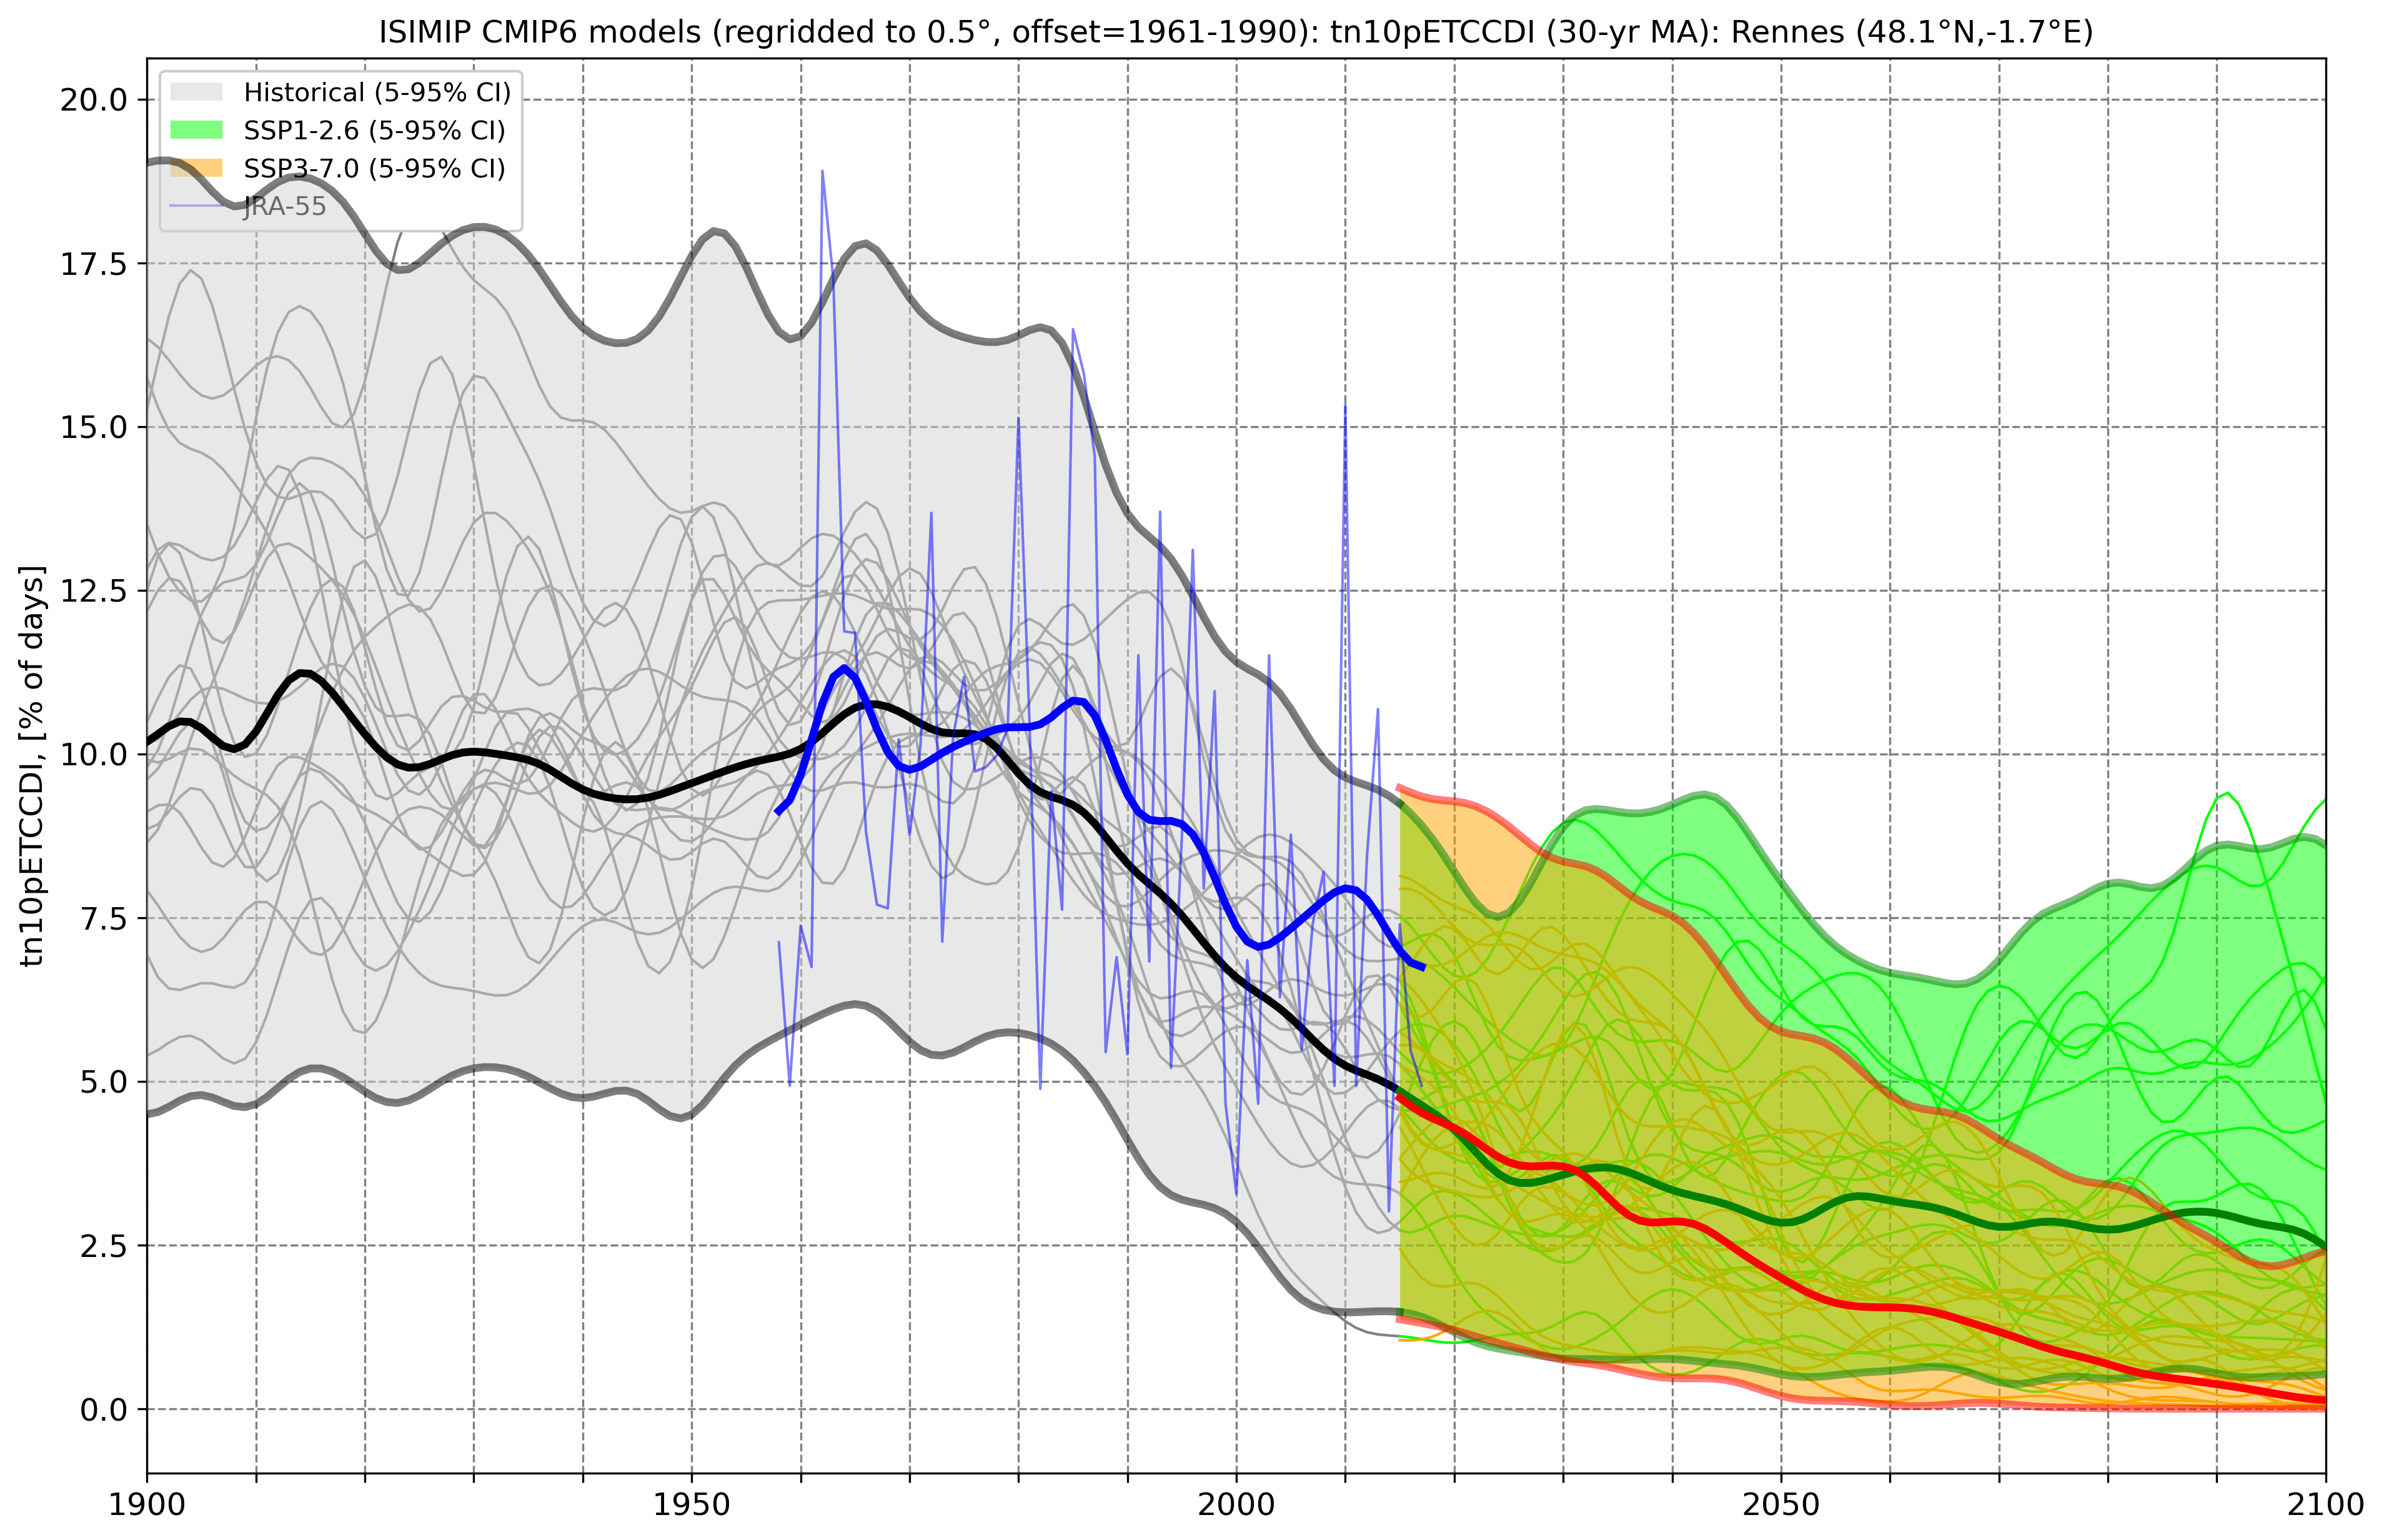 ISIMIP CMIP6 models (regridded to 0.5°, offset=1961-1990): tn10pETCCDI (30-yr MA): Rennes (48.1°N,-1.7°E)
Historical (5-95% CI)
SSP1-2.6 (5-95% CI)
SSP3-7.0 (5-95% CI)
JRA-55
tn10pETCCDI, [% of days]
20.0
17.5
15.0
12.5
10.0
7.5
5.0
2.5
0.0
1900 1950 2000 2050 2100